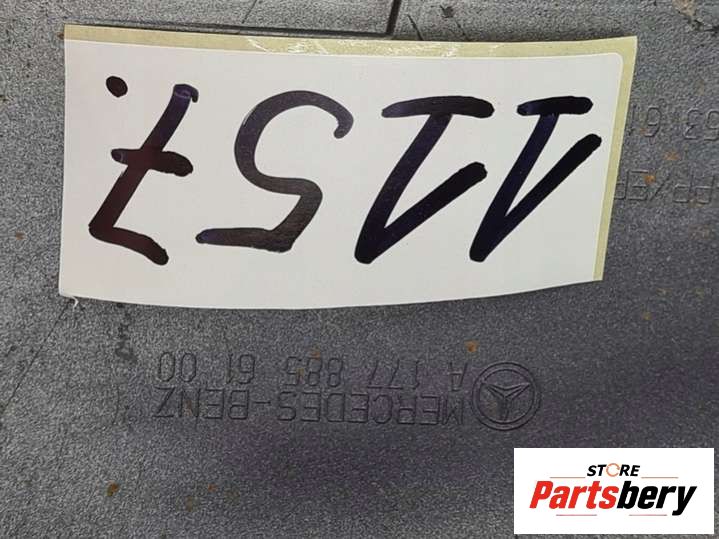 MERCEDES-BENZ
A 177 885 61 00
1157.
STORE
Partsbery